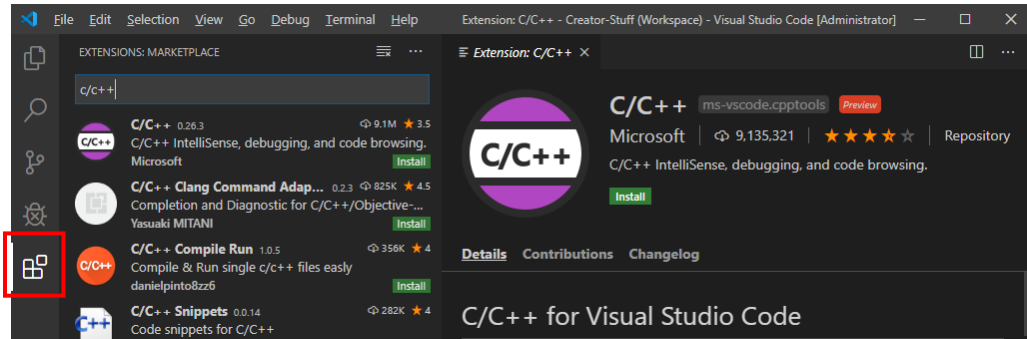 File Edit Selection View Go Debug Terminal Help
Extension: C/C++ - Creator-Stuff (Workspace) - Visual Studio Code [Administrator]
EXTENSIONS: MARKETPLACE
c/c++
C/C++
C/C++ 0.26.3 9.1M 3.5
C/C++ IntelliSense, debugging, and code browsing.
Microsoft Install
C/C++ Clang Command Adap... 0.2.3 825K 4.5
Completion and Diagnostic for C/C++/Objective-...
Yasuaki MITANI Install
C/C++
C/C++ Compile Run 1.0.5 356K 4
Compile & Run single c/c++ files easily
danielpinto8zz6 Install
C++
C/C++ Snippets 0.0.14 282K 4
Code snippets for C/C++
Extension: C/C++
C/C++
C/C++ ms-vscode.cpptools Preview
Microsoft 9,135,321 Repository
C/C++ IntelliSense, debugging, and code browsing.
Install
Details Contributions Changelog
C/C++ for Visual Studio Code